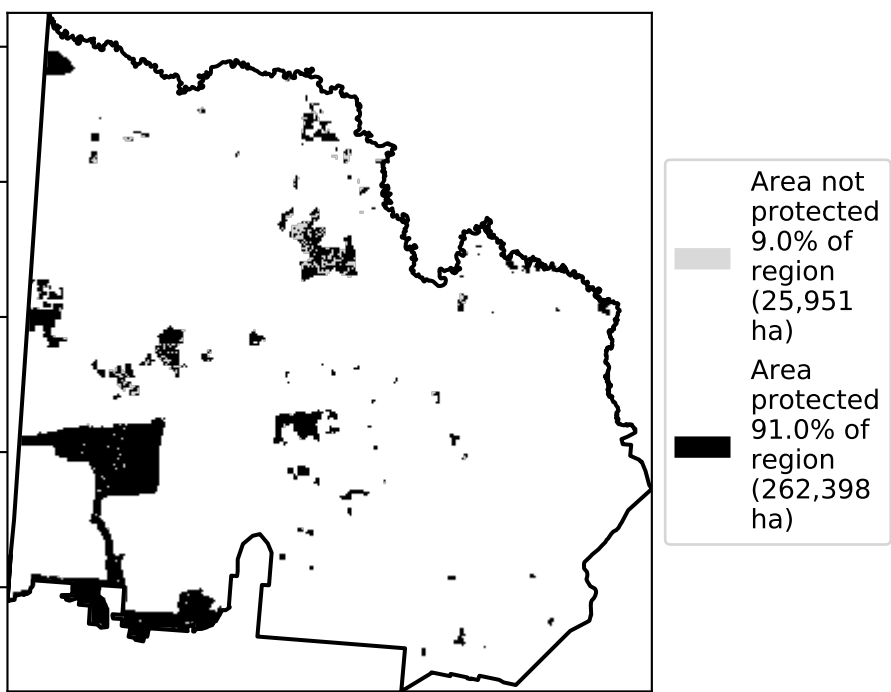 Area not
protected
9.0% of
region
(25,951
ha)
Area
protected
91.0% of
region
(262,398
ha)